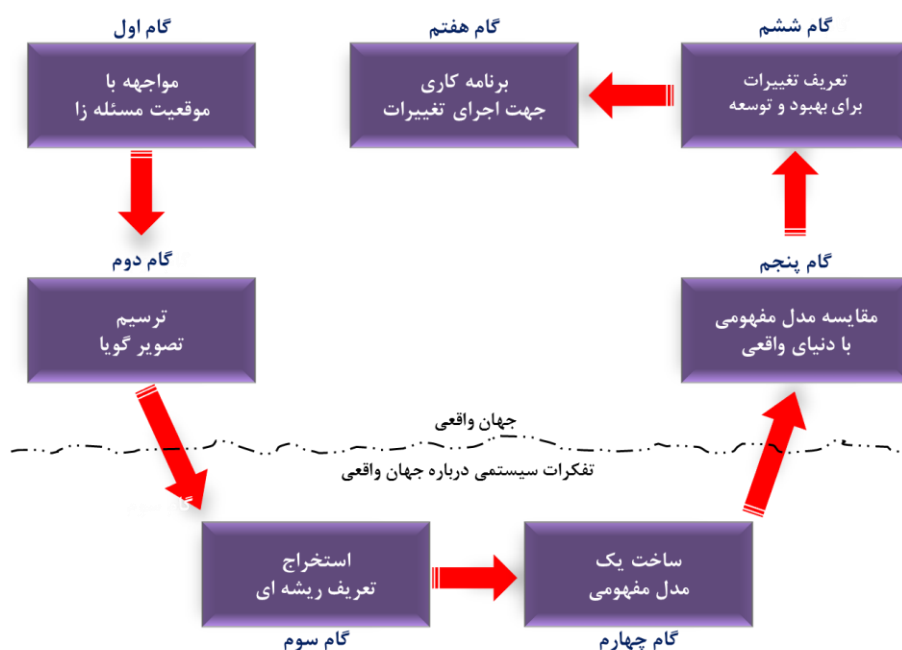 گام اول
مواجهه با
موقعیت مسئله زا
گام دوم
ترسیم
تصویر گویا
جهان واقعی
تفکرات سیستمی درباره جهان واقعی
استخراج
تعریف ریشه ای
گام سوم
ساخت یک
مدل مفهومی
گام چهارم
گام پنجم
مقایسه مدل مفهومی
با دنیای واقعی
گام ششم
تعریف تغییرات
برای بهبود و توسعه
گام هفتم
برنامه کاری
جهت اجرای تغییرات